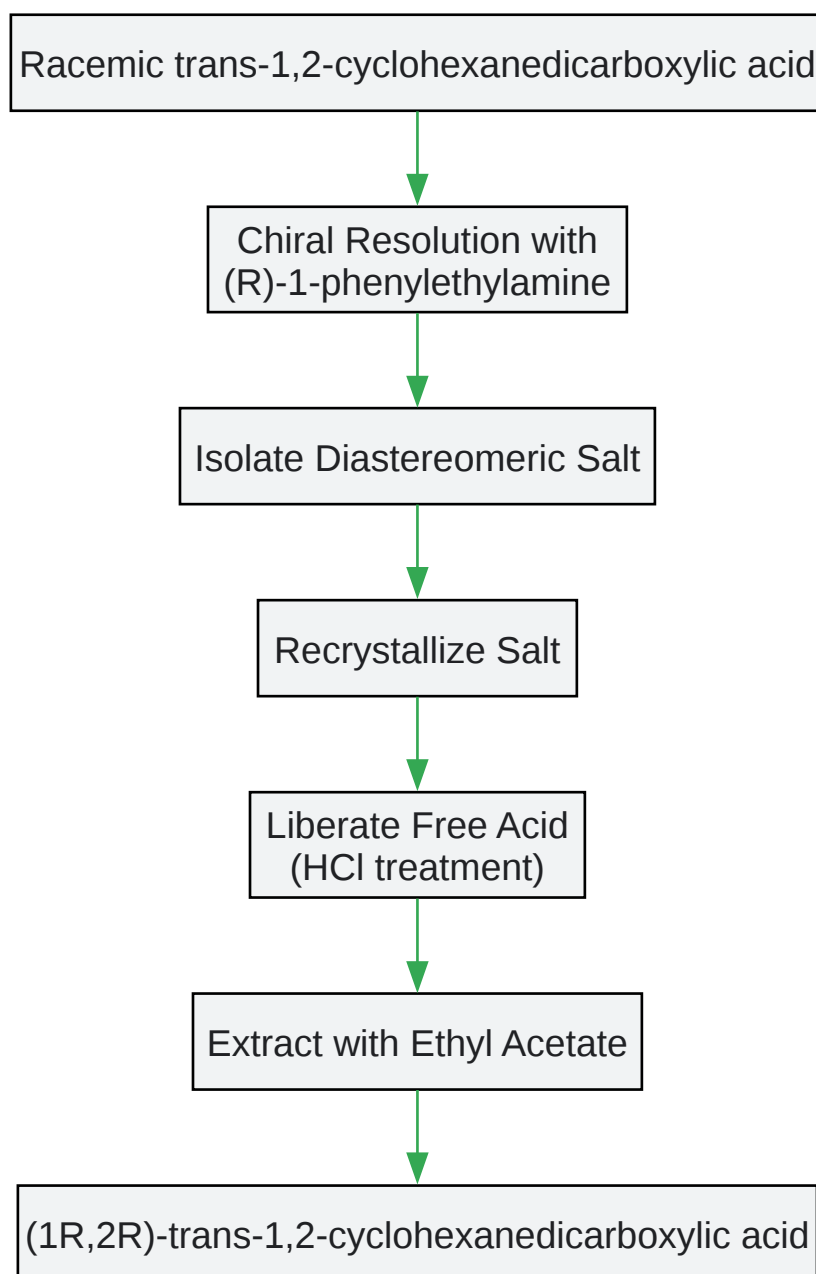 Racemic trans-1,2-cyclohexanedicarboxylic acid
Chiral Resolution with
(R)-1-phenylethylamine
Isolate Diastereomeric Salt
Recrystallize Salt
Liberate Free Acid
(HCl treatment)
Extract with Ethyl Acetate
(1R,2R)-trans-1,2-cyclohexanedicarboxylic acid